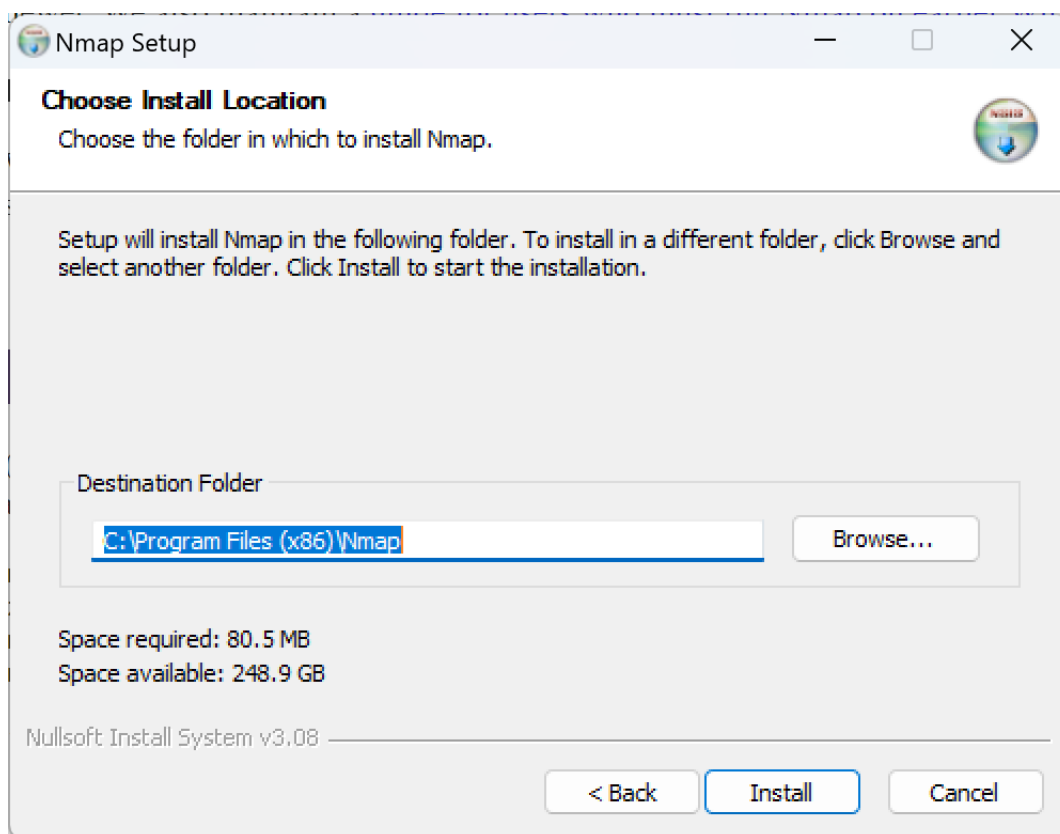 Nmap Setup
Choose Install Location
Choose the folder in which to install Nmap.
Setup will install Nmap in the following folder. To install in a different folder, click Browse and
select another folder. Click Install to start the installation.
Destination Folder
C:\Program Files (x86)\Nmap
Browse...
Space required: 80.5 MB
Space available: 248.9 GB
Nullsoft Install System v3.08
< Back
Install
Cancel